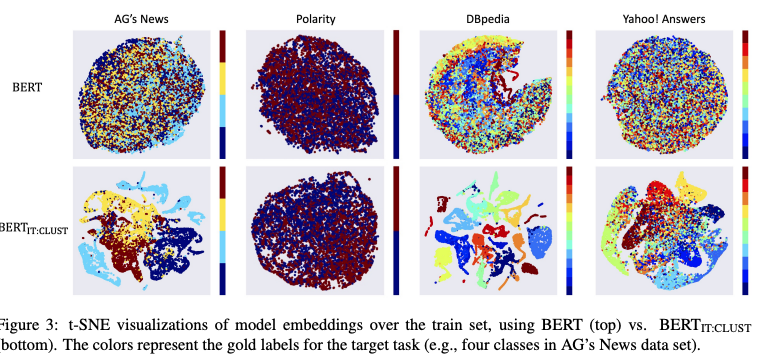 AG's News Polarity DBpedia Yahoo! Answers
BERT
BERT IT:CLUST
igure 3: t-SNE visualizations of model embeddings over the train set, using BERT (top) vs. BERT IT:CLUST
bottom). The colors represent the gold labels for the target task (e.g., four classes in AG's News data set).